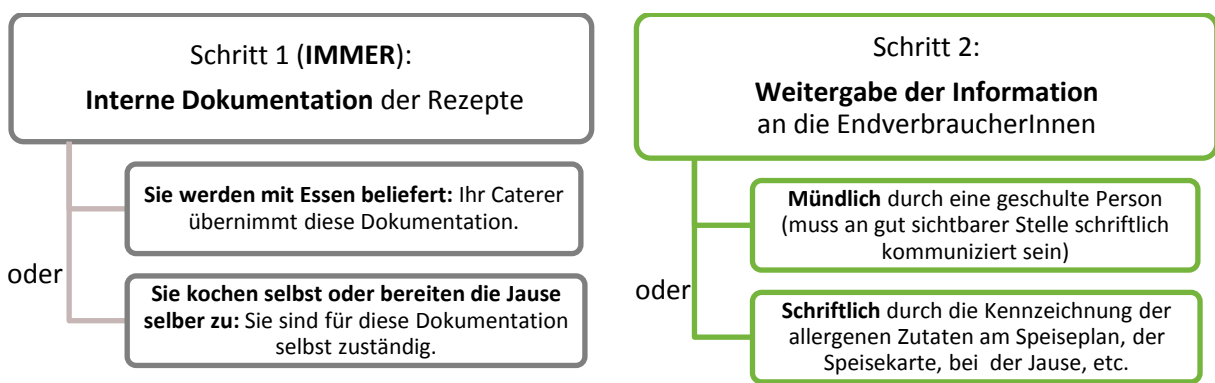 Schritt 1 (IMMER):
Interne Dokumentation der Rezepte
Sie werden mit Essen beliefert: Ihr Caterer
übernimmt diese Dokumentation.
oder
Sie kochen selbst oder bereiten die Jause
selber zu: Sie sind für diese Dokumentation
selbst zuständig.
Schritt 2:
Weitergabe der Information
an die EndverbraucherInnen
Mündlich durch eine geschulte Person
(muss an gut sichtbarer Stelle schriftlich
kommuniziert sein)
oder
Schriftlich durch die Kennzeichnung der
allergenen Zutaten am Speiseplan, der
Speisekarte, bei der Jause, etc.